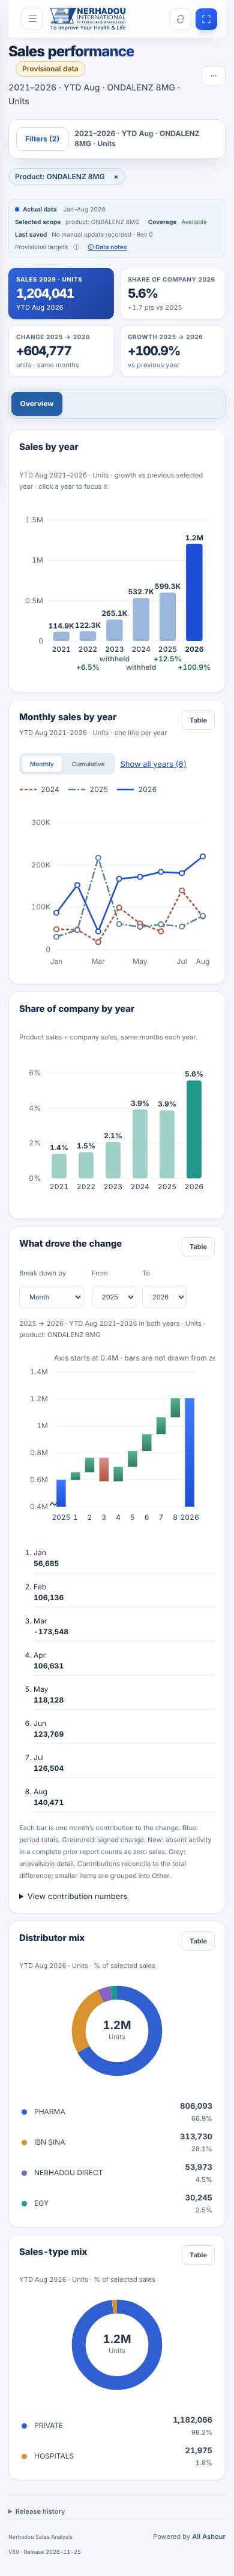 NERHADOU
INTERNATIONAL
To Improve Your Health & Life
Sales performance
Provisional data
2021–2026 · YTD Aug · ONDALENZ 8MG ·
Units
Filters (2)
2021–2026 · YTD Aug · ONDALENZ
8MG · Units
Product: ONDALENZ 8MG ×
Actual data Jan–Aug 2026
Selected scope product: ONDALENZ 8MG Coverage Available
Last saved No manual update recorded · Rev 0
Provisional targets ⓘ ⓘ Data notes
SALES 2026 · UNITS
1,204,041
YTD Aug 2026
SHARE OF COMPANY 2026
5.6%
+1.7 pts vs 2025
CHANGE 2025 → 2026
+604,777
units · same months
GROWTH 2025 → 2026
+100.9%
vs previous year
Overview
Sales by year
YTD Aug 2021–2026 · Units · growth vs previous selected
year · click a year to focus it
1.5M
1M
0.5M
0
114.9K 122.3K 265.1K 532.7K 599.3K 1.2M
2021 2022 2023 2024 2025 2026
withheld +12.5%
+6.5% withheld +100.9%
Monthly sales by year
Table
YTD Aug 2021–2026 · Units · one line per year
Monthly Cumulative Show all years (6)
2024 2025 2026
300K
200K
100K
0
Jan Mar May Jul Aug
Share of company by year
Product sales ÷ company sales, same months each year.
6%
4%
2%
0%
1.4% 1.5% 2.1% 3.9% 3.9% 5.6%
2021 2022 2023 2024 2025 2026
What drove the change
Table
Break down by From To
Month 2025 2026
2025 → 2026 · YTD Aug 2021–2026 in both years · Units ·
product: ONDALENZ 8MG
Axis starts at 0.4M · bars are not drawn from
1.4M
1.2M
1M
0.8M
0.6M
0.4M
2025 1 2 3 4 5 6 7 8 2026
1. Jan
56,685
2. Feb
106,136
3. Mar
-173,548
4. Apr
106,631
5. May
118,128
6. Jun
123,769
7. Jul
126,504
8. Aug
140,471
Each bar is one month's contribution to the change. Blue:
period totals. Green/red: signed change. New: absent activity
in a complete prior report counts as zero sales. Grey:
unavailable detail. Contributions reconcile to the total
difference; smaller items are grouped into Other.
▶ View contribution numbers
Distributor mix
Table
YTD Aug 2026 · Units · % of selected sales
1.2M
Units
PHARMA 806,093
66.9%
IBN SINA 313,730
26.1%
NERHADOU DIRECT 53,973
4.5%
EGY 30,245
2.5%
Sales-type mix
Table
YTD Aug 2026 · Units · % of selected sales
1.2M
Units
PRIVATE 1,182,066
98.2%
HOSPITALS 21,975
1.8%
▶ Release history
Nerhadou Sales Analysis
Powered by Ali Ashour
V69 · Release 2026-11-25